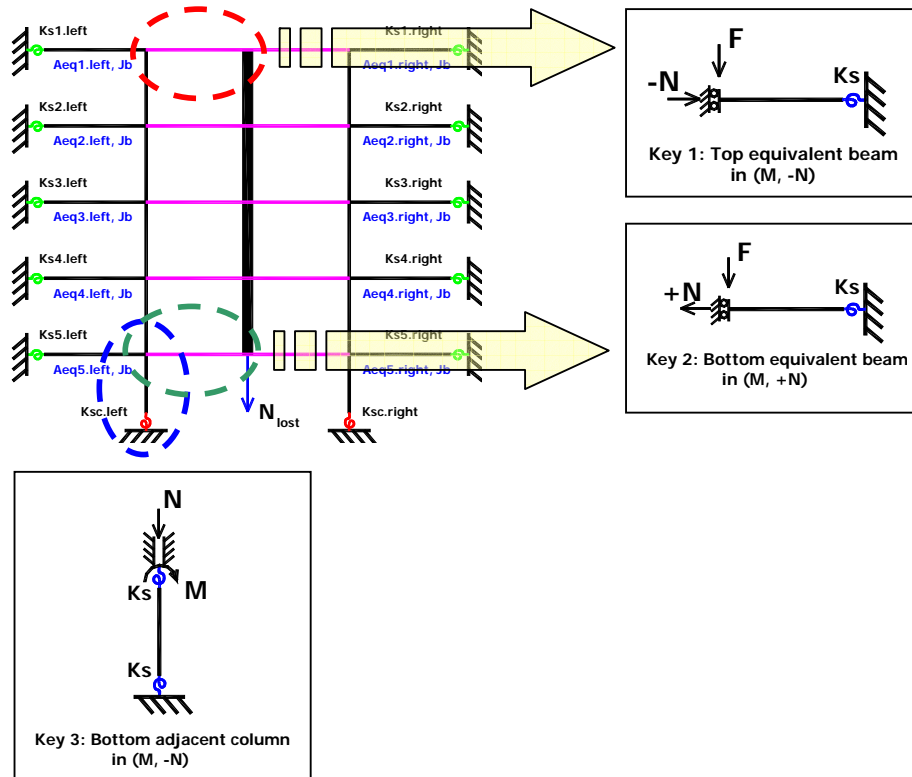 Ks1.left
Ks1.right
Aeq1.left, Jb
Aeq1.right, Jb
Ks2.left
Ks2.right
Aeq2.left, Jb
Aeq2.right, Jb
Ks3.left
Ks3.right
Aeq3.left, Jb
Aeq3.right, Jb
Ks4.left
Ks4.right
Aeq4.left, Jb
Aeq4.right, Jb
Ks5.left
Ks5.right
Aeq5.left, Jb
Aeq5.right, Jb
Ksc.left
N lost
Ksc.right
F
-N
Ks
Key 1: Top equivalent beam
in (M, -N)
F
+N
Ks
Key 2: Bottom equivalent beam
in (M, +N)
N
Ks
M
Ks
Key 3: Bottom adjacent column
in (M, -N)